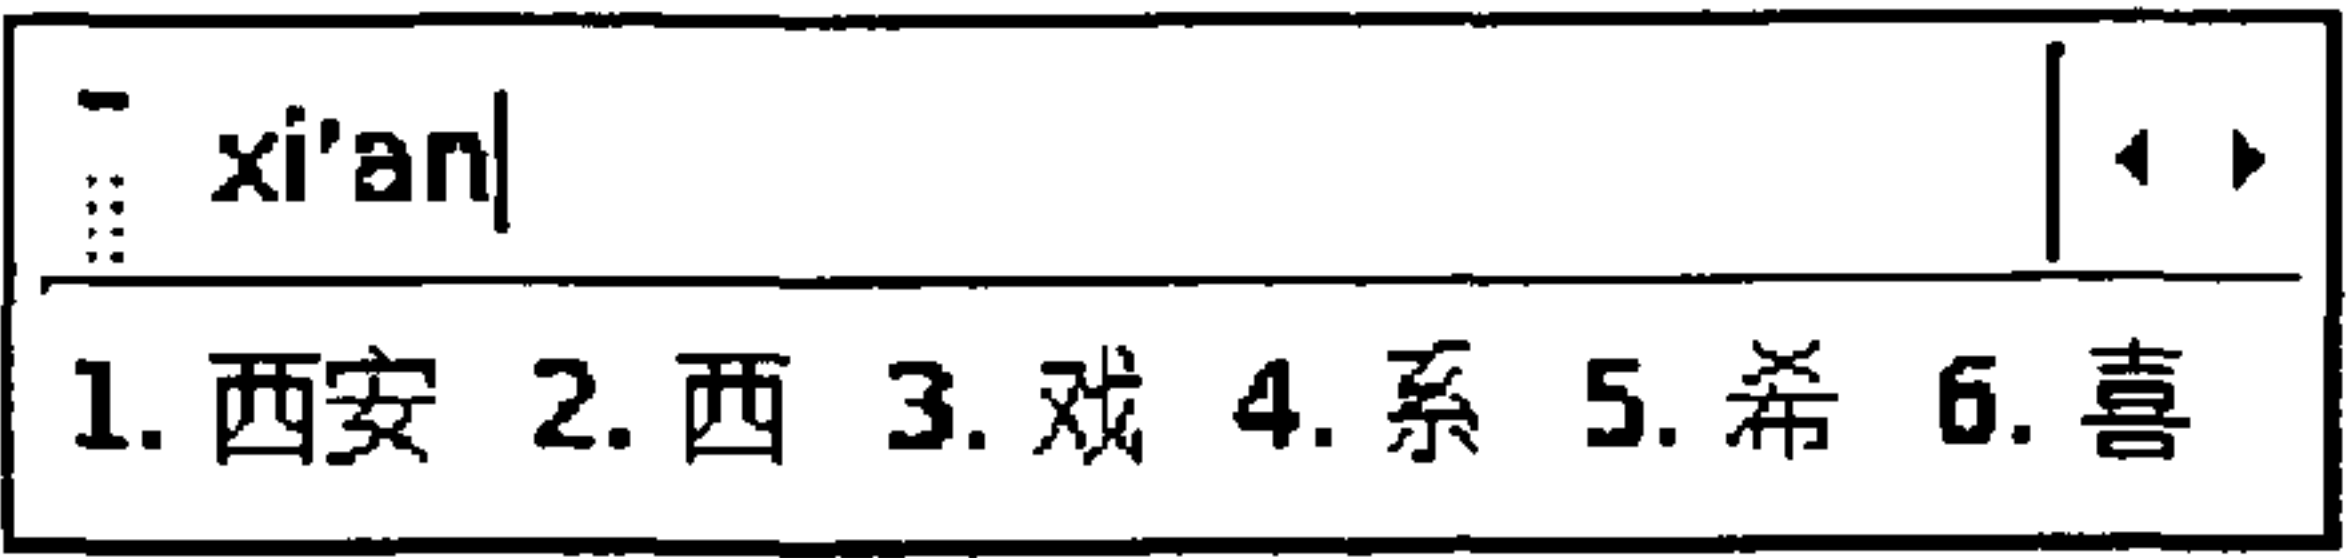 xi'an
1. 西安 2. 西 3. 戏 4. 系 5. 希 6. 喜